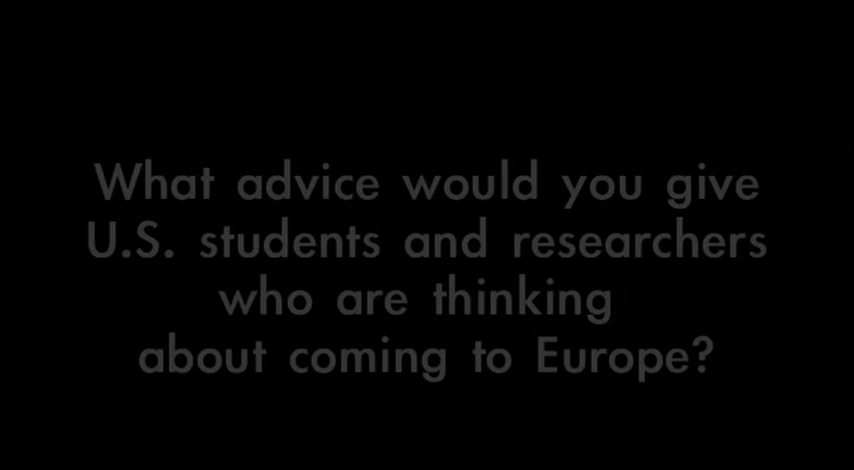 What advice would you give
U.S. students and researchers
who are thinking
about coming to Europe?